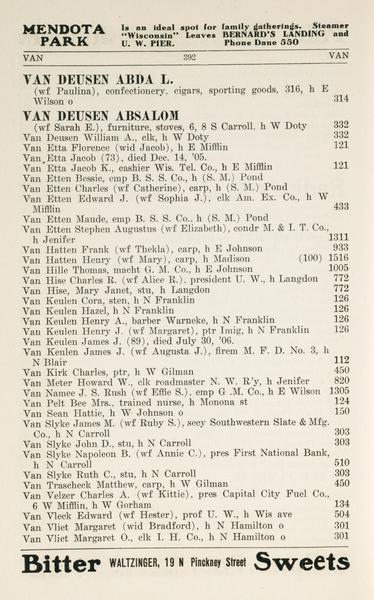 MENDOTA PARK
Is an ideal spot for family gatherings. Steamer
"Wisconsin" Leaves BERNARD'S LANDING and
U. W. PIER. Phone Dane 550
VAN 392 VAN
VAN DEUSEN ABDA L.
(wf Paulina), confectionery, cigars, sporting goods, 316, h E
Wilson o 314
VAN DEUSEN ABSALOM
(wf Sarah E.), furniture, stoves, 6, 8 S Carroll, h W Doty 332
Van Deusen William A., clk, h W Doty 332
Van Etta Florence (wid Jacob), h E Mifflin 121
Van Etta Jacob (73), died Dec. 14, '05.
Van Etta Jacob K., cashier Wis. Tel. Co., h E Mifflin 121
Van Etten Bessie, emp B. S. S. Co., h (S. M.) Pond
Van Etten Charles (wf Catherine), carp, h (S. M.) Pond
Van Etten Edward J. (wf Sophia J.), clk Am. Ex. Co., h W
Mifflin 433
Van Etten Maude, emp B. S. S. Co., h (S. M.) Pond
Van Etten Stephen Augustus (wf Elizabeth), condr M. & I. T. Co.,
h Jenifer 1311
Van Hatten Frank (wf Thekla), carp, h E Johnson 933
Van Hatten Henry (wf Mary), carp, h Madison (100) 1516
Van Hille Thomas, macht G. M. Co., h E Johnson 1005
Van Hise Charles R. (wf Alice R.), president U. W., h Langdon 772
Van Hise, Mary Janet, stu, h Langdon 772
Van Keulen Cora, sten, h N Franklin 126
Van Keulen Hazel, h N Franklin 126
Van Keulen Henry A., barber Warneke, h N Franklin 126
Van Keulen Henry J. (wf Margaret), ptr Imig, h N Franklin 126
Van Keulen James J. (89), died July 30, '06.
Van Keulen James J. (wf Augusta J.), firem M. F. D. No. 3, h
N Blair 112
Van Kirk Charles, ptr, h W Gilman 450
Van Meter Howard W., clk roadmaster N. W. R'y, h Jenifer 820
Van Namee J. S. Rush (wf Effie S.), emp G .M. Co., h E Wilson 1305
Van Pelt Bee Mrs., trained nurse, h Monona st 124
Van Sean Hattie, h W Johnson o 150
Van Slyke James M. (wf Ruby S.), secy Southwestern Slate & Mfg.
Co., h N Carroll 303
Van Slyke John D., stu, h N Carroll 303
Van Slyke Napoleon B. (wf Annie C.), pres First National Bank,
h N Carroll 510
Van Slyke Ruth C., stu, h N Carroll 303
Van Trascheck Matthew, carp, h W Gilman 450
Van Velzer Charles A. (wf Kittie), pres Capital City Fuel Co.,
6 W Mifflin, h W Gorham 134
Van Vleck Edward (wf Hester), prof U. W., h Wis ave 504
Van Vliet Margaret (wid Bradford), h N Hamilton o 301
Van Vliet Margaret O., clk I. H. Co., h N Hamilton o 301
Bitter WALTZINGER, 19 N Pinckney Street Sweets